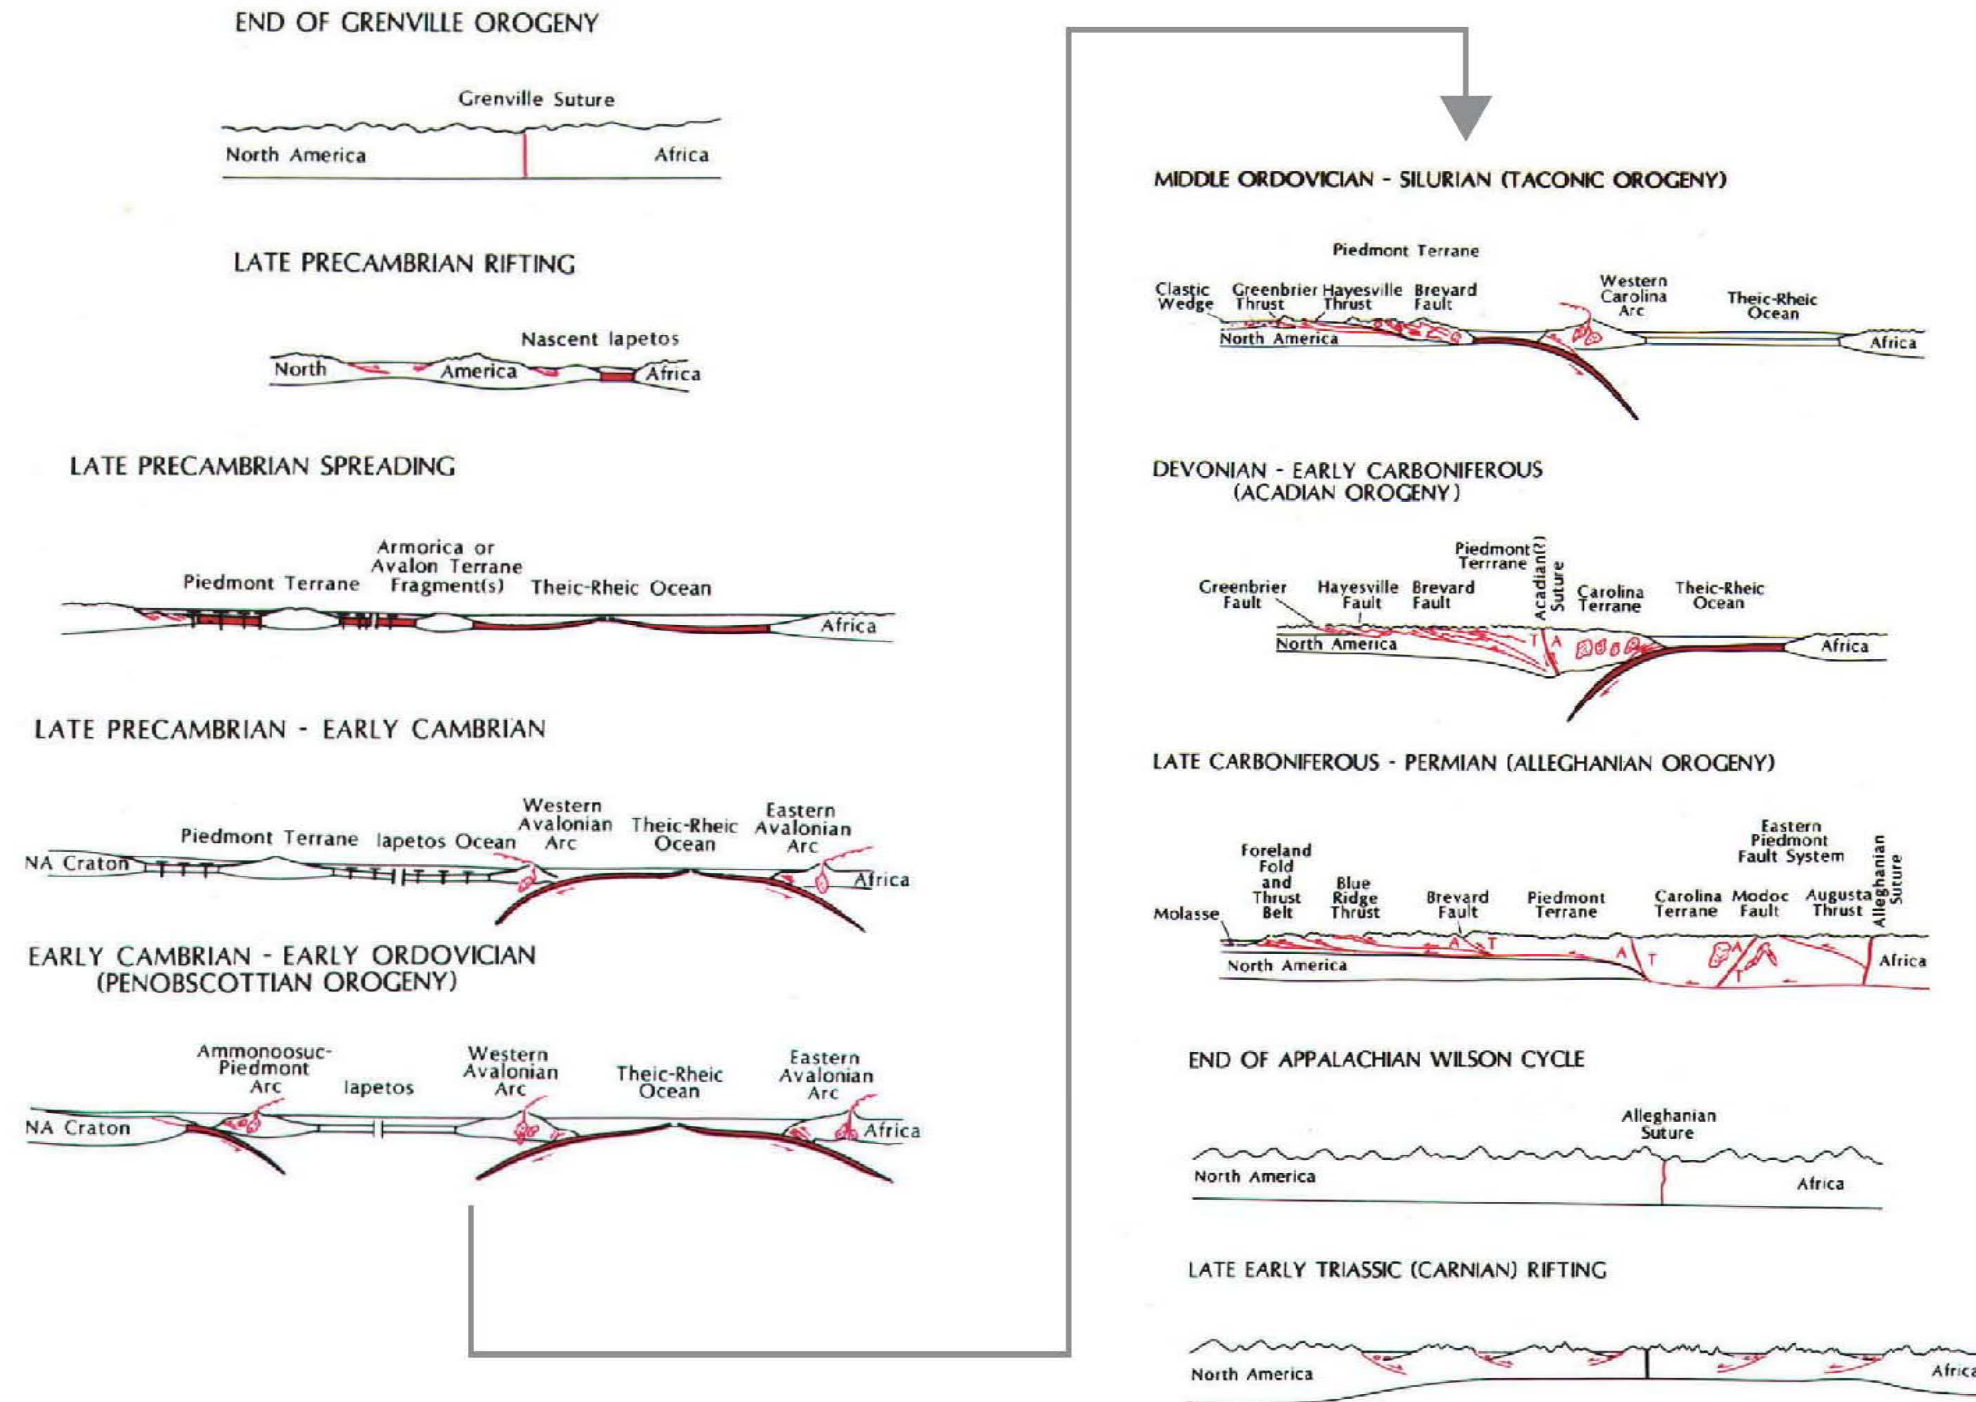 END OF GRENVILLE OROGENY
Grenville Suture
North America
Africa
LATE PRECAMBRIAN RIFTING
Nascent Iapetos
North
America
Africa
LATE PRECAMBRIAN SPREADING
Piedmont Terrane
Armorica or
Avalon Terrane
Fragment(s)
Theic-Rheic Ocean
Africa
LATE PRECAMBRIAN - EARLY CAMBRIAN
NA Craton
Piedmont Terrane
Iapetos Ocean
Western
Avalonian
Arc
Theic-Rheic
Ocean
Eastern
Avalonian
Arc
Africa
EARLY CAMBRIAN - EARLY ORDOVICIAN
(PENOBSCOTTIAN OROGENY)
NA Craton
Ammonoosuc-
Piedmont
Arc
Iapetos
Western
Avalonian
Arc
Theic-Rheic
Ocean
Eastern
Avalonian
Arc
Africa
MIDDLE ORDOVICIAN - SILURIAN (TACONIC OROGENY)
Piedmont Terrane
Clastic
Wedge
Greenbrier
Thrust
Hayesville
Thrust
Brevard
Fault
Western
Carolina
Arc
Theic-Rheic
Ocean
North America
Africa
DEVONIAN - EARLY CARBONIFEROUS
(ACADIAN OROGENY)
Greenbrier
Fault
Hayesville
Fault
Brevard
Fault
Piedmont
Terrrane
Acadian(?)
Suture
Carolina
Terrane
Theic-Rheic
Ocean
North America
T
A
Africa
LATE CARBONIFEROUS - PERMIAN (ALLEGHANIAN OROGENY)
Molasse
Foreland
Fold
and
Thrust
Belt
Blue
Ridge
Thrust
Brevard
Fault
Piedmont
Terrane
Carolina
Terrane
Eastern
Piedmont
Fault System
Modoc
Fault
Augusta
Thrust
Alleghanian
Suture
North America
A
T
A
T
A
T
Africa
END OF APPALACHIAN WILSON CYCLE
Alleghanian
Suture
North America
Africa
LATE EARLY TRIASSIC (CARNIAN) RIFTING
North America
Africa